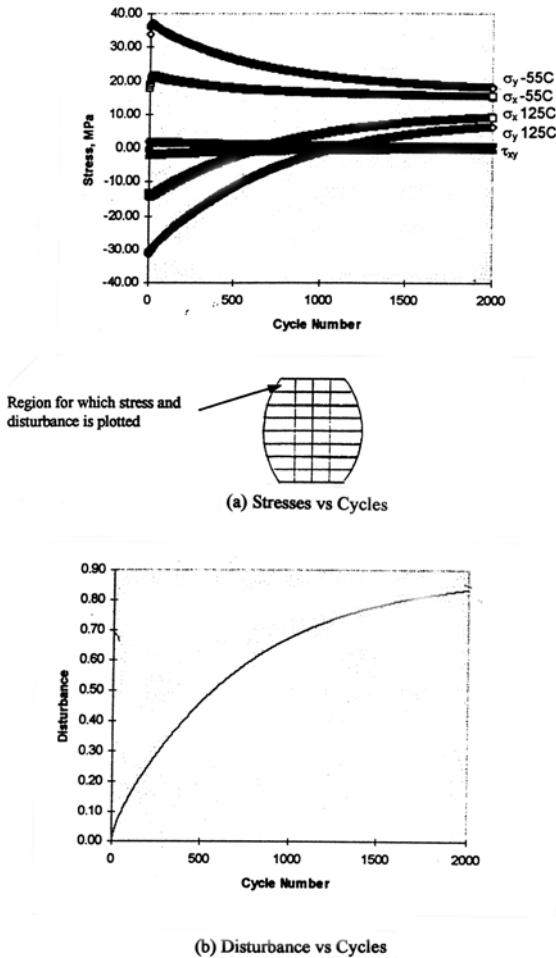 40.00
30.00
20.00
10.00
0.00
-10.00
-20.00
-30.00
-40.00
Stress, MPa
0
500
1000
1500
2000
Cycle Number
σy -55C
σx -55C
σx 125C
σy 125C
τxy
Region for which stress and
disturbance is plotted
(a) Stresses vs Cycles
0.90
0.80
0.70
0.60
0.50
0.40
0.30
0.20
0.10
0.00
Disturbance
0
500
1000
1500
2000
Cycle Number
(b) Disturbance vs Cycles